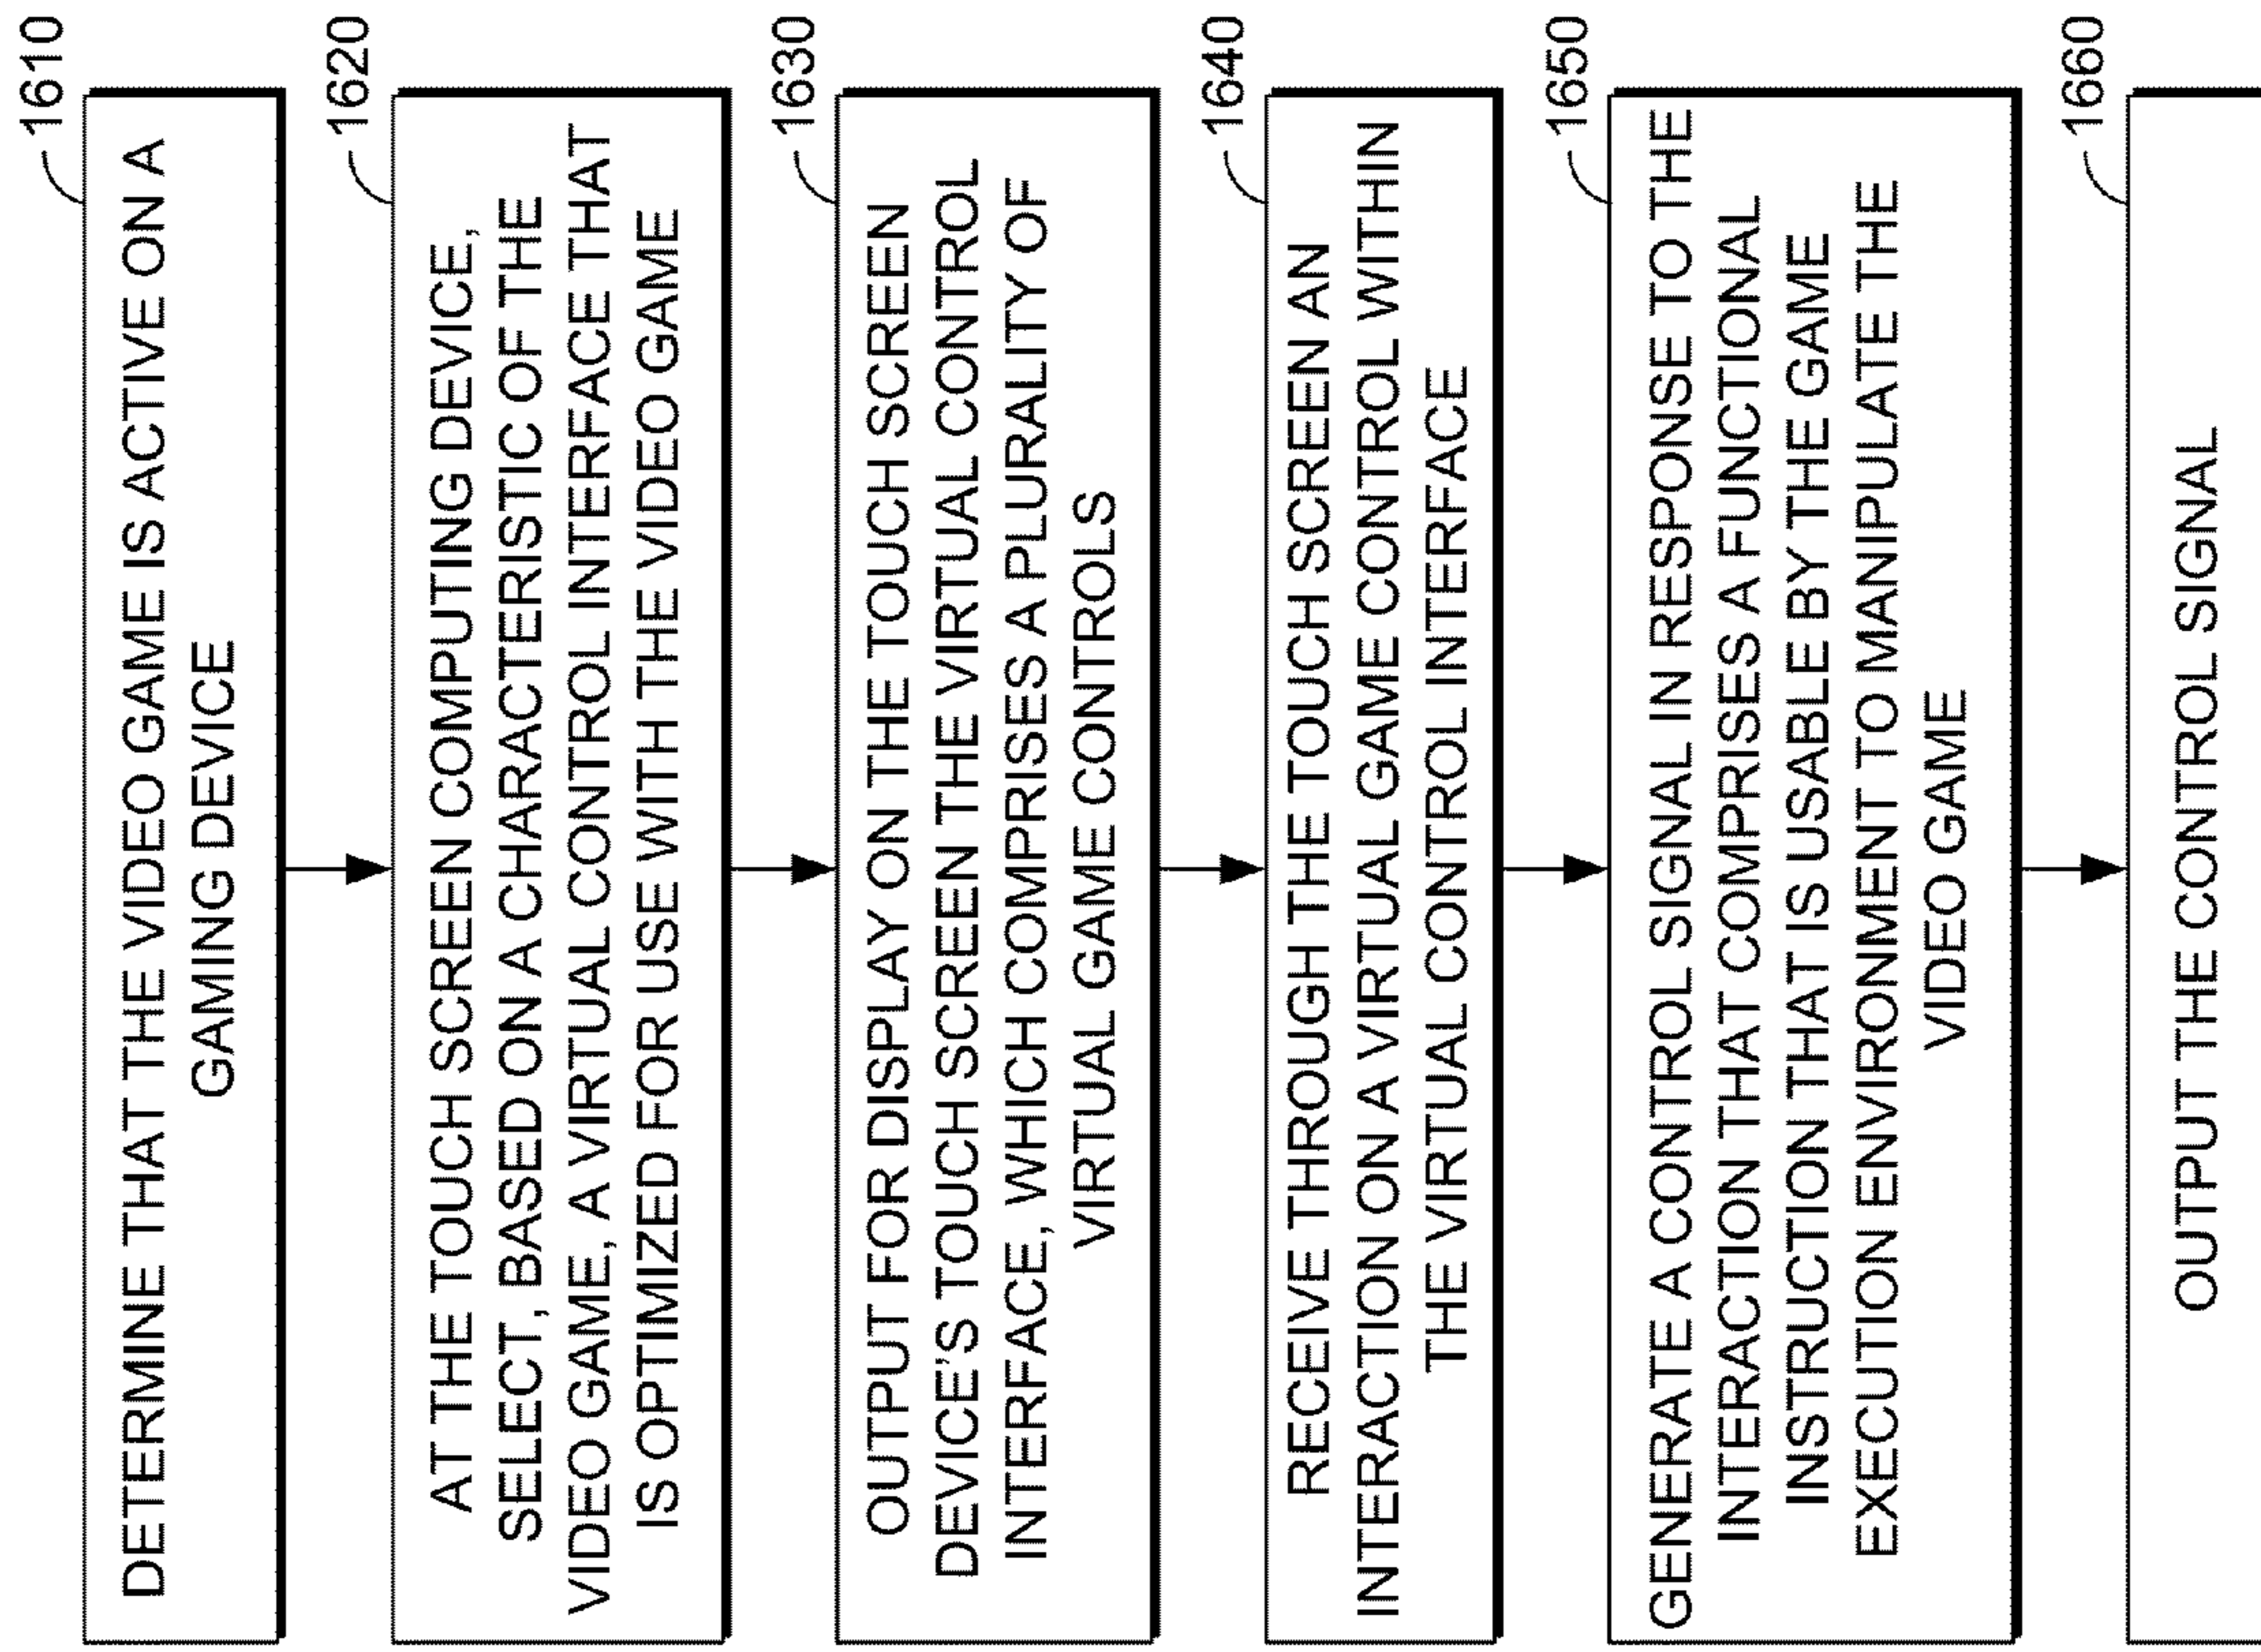 1610
DETERMINE THAT THE VIDEO GAME IS ACTIVE ON A
GAMING DEVICE
1620
AT THE TOUCH SCREEN COMPUTING DEVICE,
SELECT, BASED ON A CHARACTERISTIC OF THE
VIDEO GAME, A VIRTUAL CONTROL INTERFACE THAT
IS OPTIMIZED FOR USE WITH THE VIDEO GAME
1630
OUTPUT FOR DISPLAY ON THE TOUCH SCREEN
DEVICE'S TOUCH SCREEN THE VIRTUAL CONTROL
INTERFACE, WHICH COMPRISES A PLURALITY OF
VIRTUAL GAME CONTROLS
1640
RECEIVE THROUGH THE TOUCH SCREEN AN
INTERACTION ON A VIRTUAL GAME CONTROL WITHIN
THE VIRTUAL CONTROL INTERFACE
1650
GENERATE A CONTROL SIGNAL IN RESPONSE TO THE
INTERACTION THAT COMPRISES A FUNCTIONAL
INSTRUCTION THAT IS USABLE BY THE GAME
EXECUTION ENVIRONMENT TO MANIPULATE THE
VIDEO GAME
1660
OUTPUT THE CONTROL SIGNAL